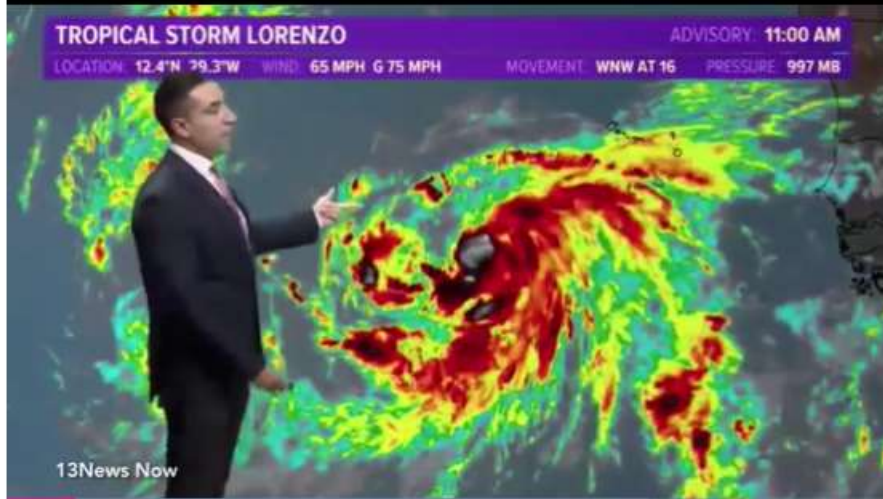 TROPICAL STORM LORENZO ADVISORY: 11:00 AM
LOCATION: 12.4°N 29.3°W WIND: 65 MPH G 75 MPH MOVEMENT: WNW AT 16 PRESSURE: 997 MB
13News Now